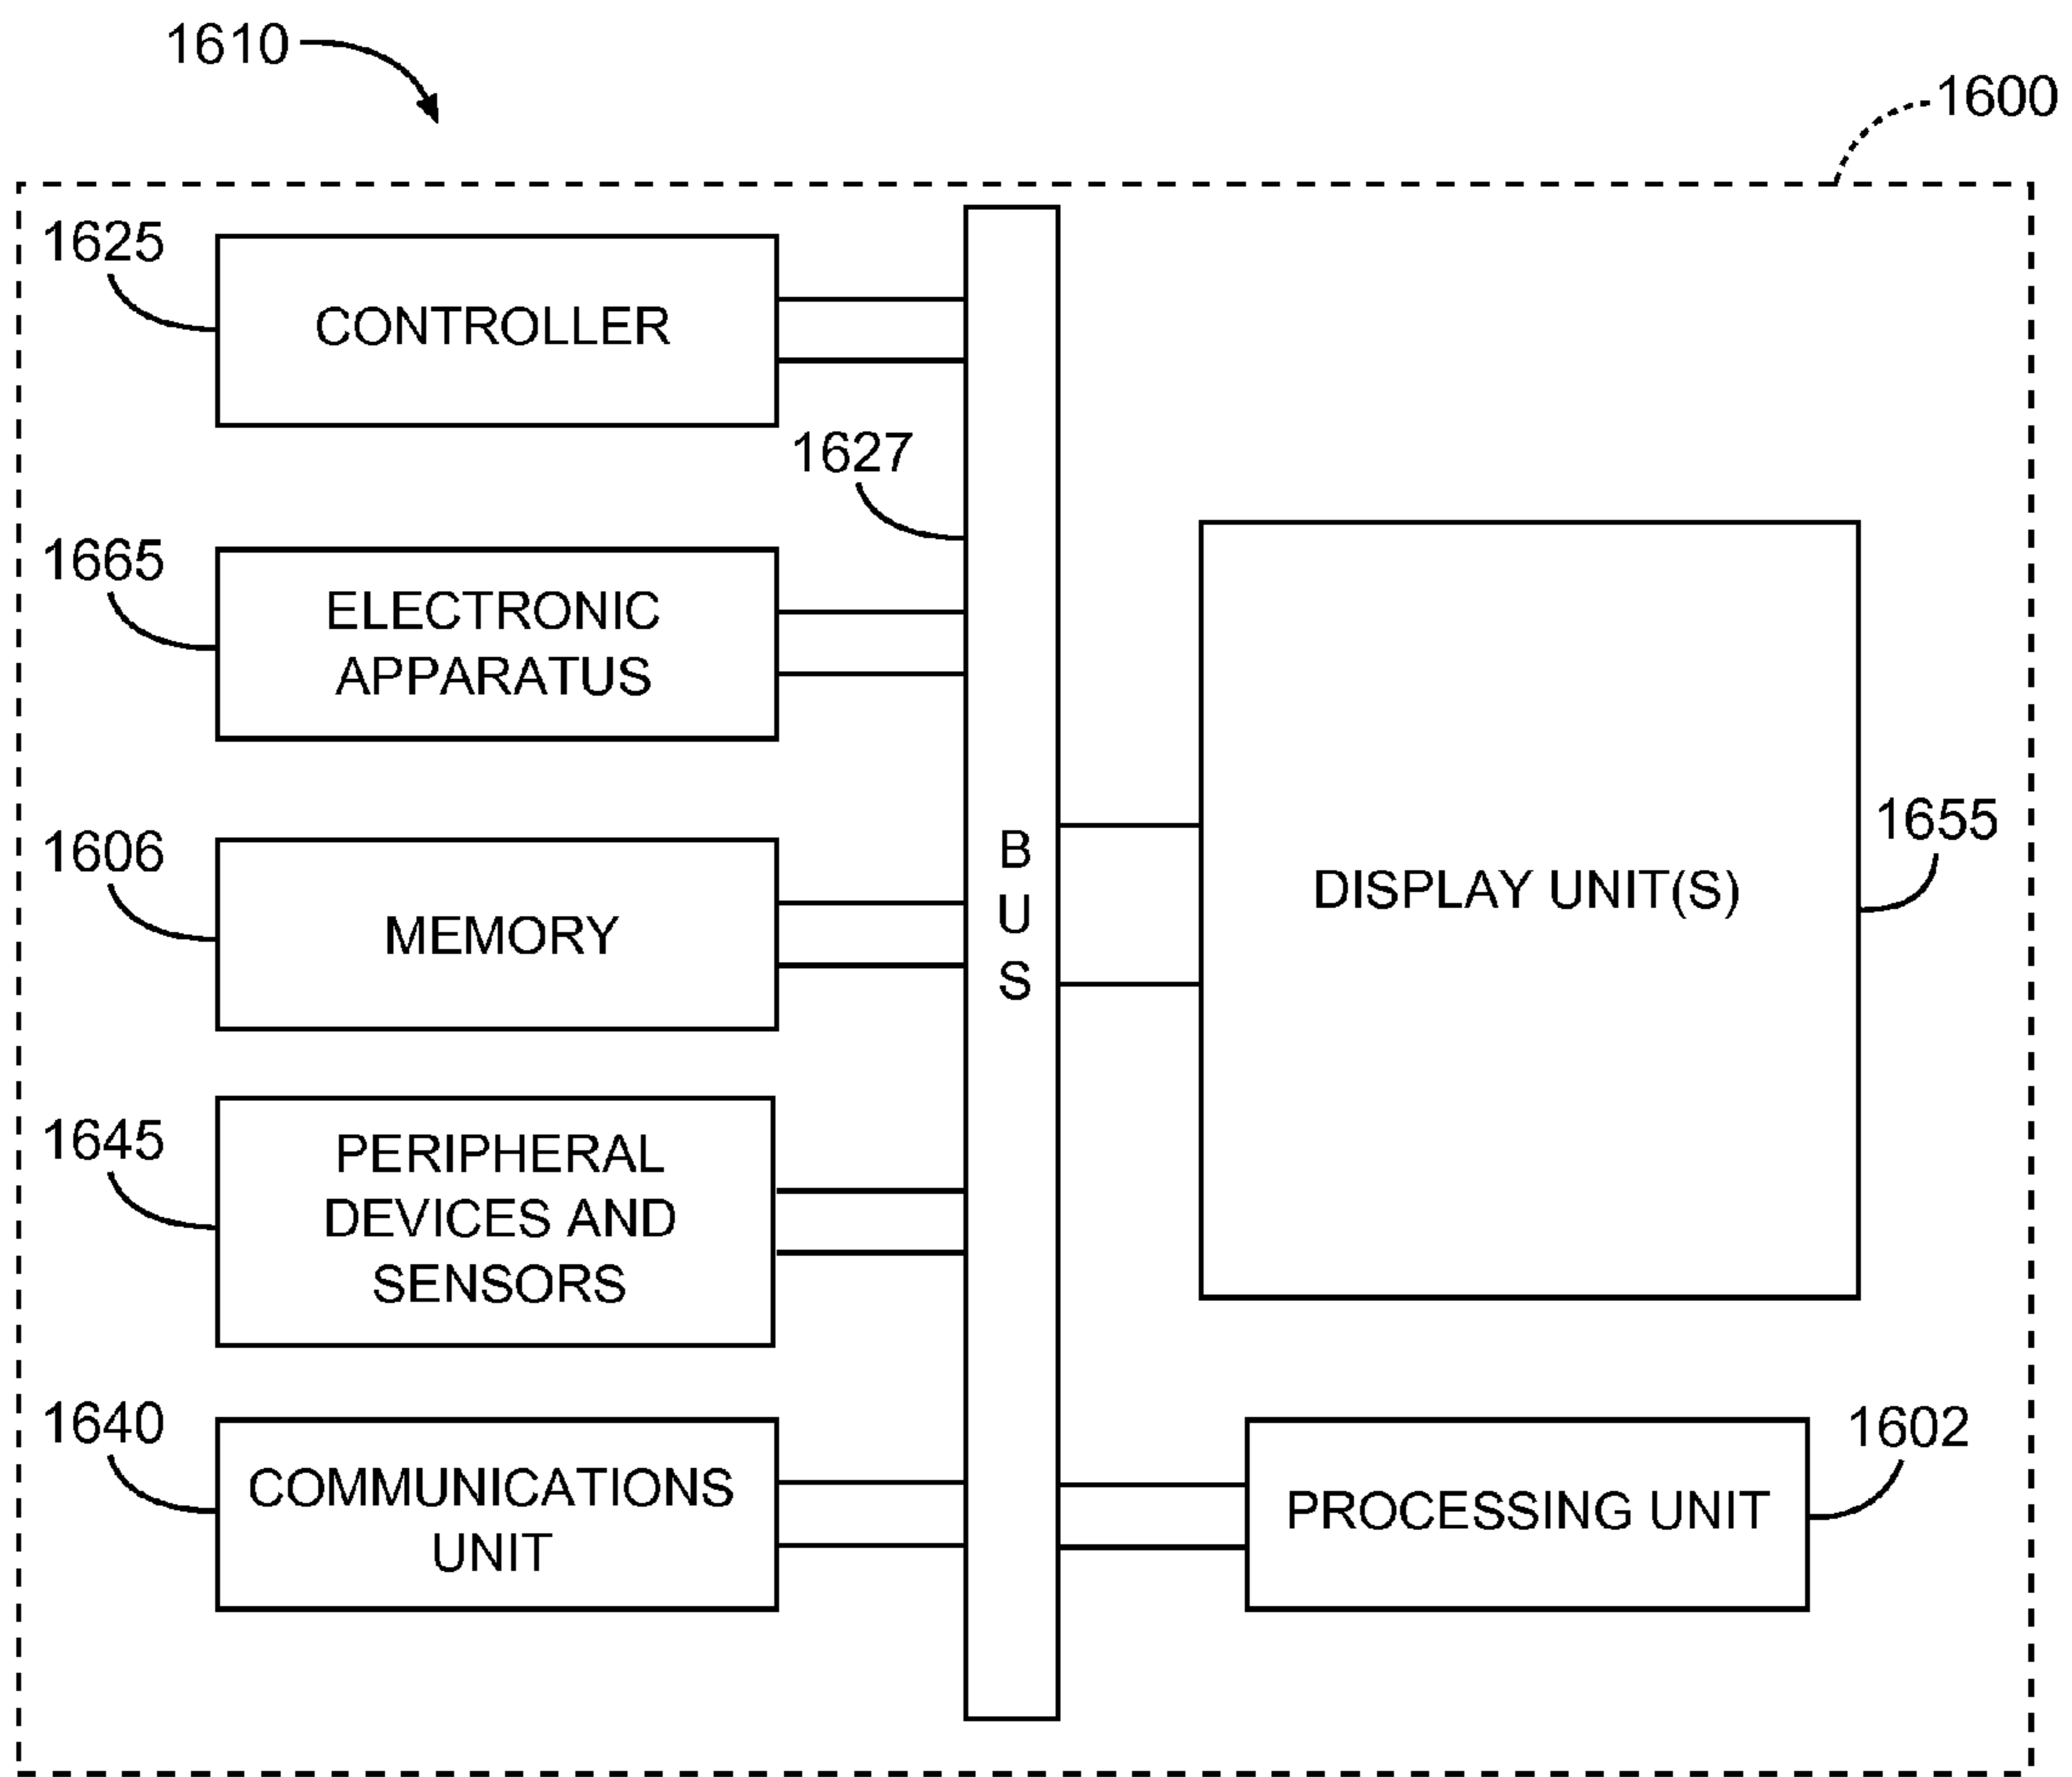 1610
1600
1625
CONTROLLER
1627
1665
ELECTRONIC
APPARATUS
1606
MEMORY
B
U
S
DISPLAY UNIT(S)
1655
1645
PERIPHERAL
DEVICES AND
SENSORS
1640
COMMUNICATIONS
UNIT
PROCESSING UNIT
1602